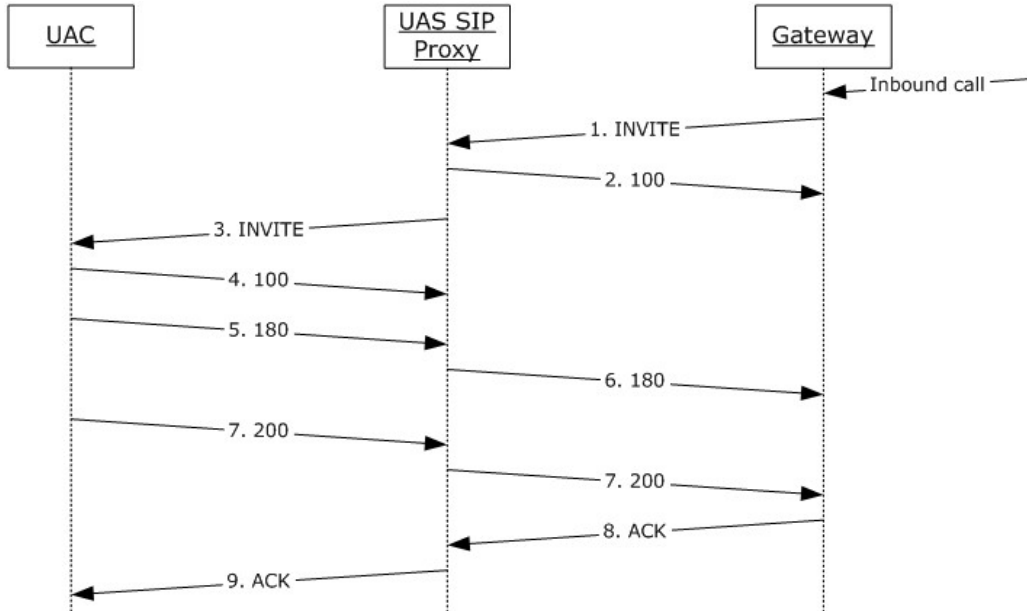 UAC
UAS SIP
Proxy
Gateway
Inbound call
1. INVITE
2. 100
3. INVITE
4. 100
5. 180
6. 180
7. 200
7. 200
8. ACK
9. ACK